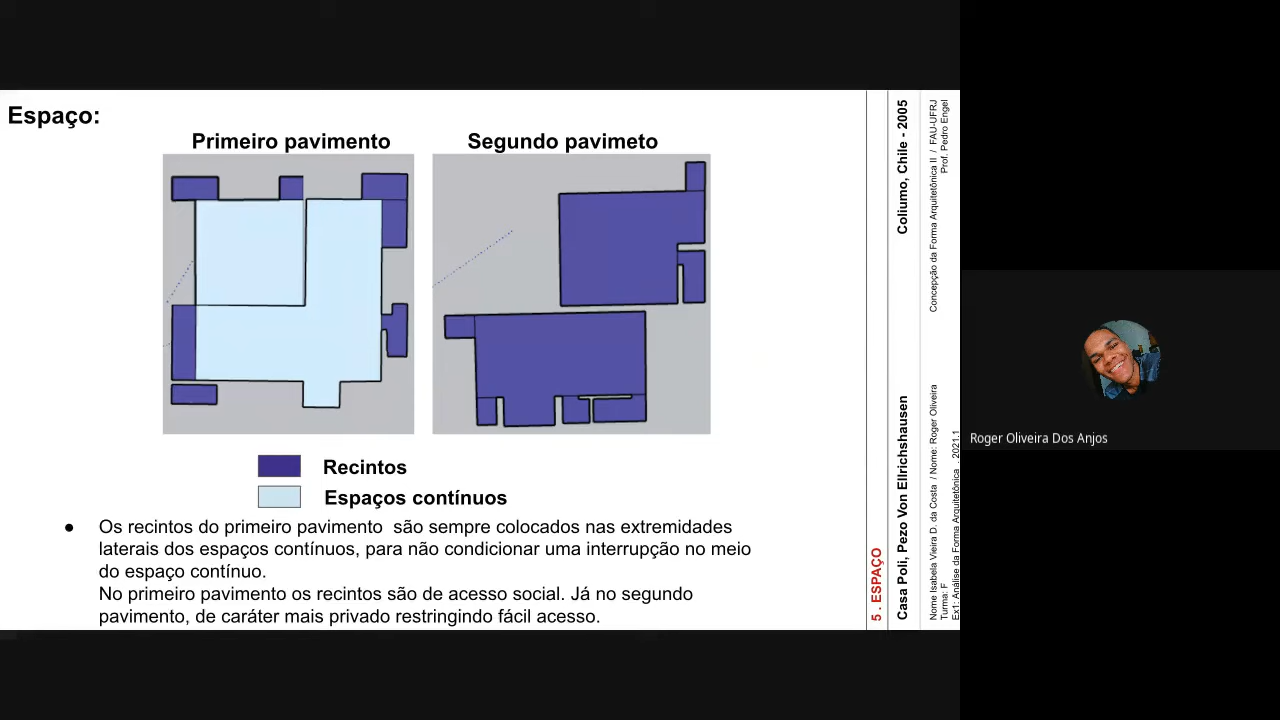 Espaço:
Primeiro pavimento
Segundo pavimeto
Recintos
Espaços contínuos
● Os recintos do primeiro pavimento são sempre colocados nas extremidades
laterais dos espaços contínuos, para não condicionar uma interrupção no meio
do espaço contínuo.
No primeiro pavimento os recintos são de acesso social. Já no segundo
pavimento, de caráter mais privado restringindo fácil acesso.
5 . ESPAÇO
Casa Poli, Pezo Von Ellrichshausen
Coliumo, Chile - 2005
Nome Isabela Vieira D. da Costa / Nome: Roger Oliveira
Turma: F
Ex1: Análise da Forma Arquitetônica . 2021.1
Concepção da Forma Arquitetônica II / FAU-UFRJ
Prof. Pedro Engel
Roger Oliveira Dos Anjos